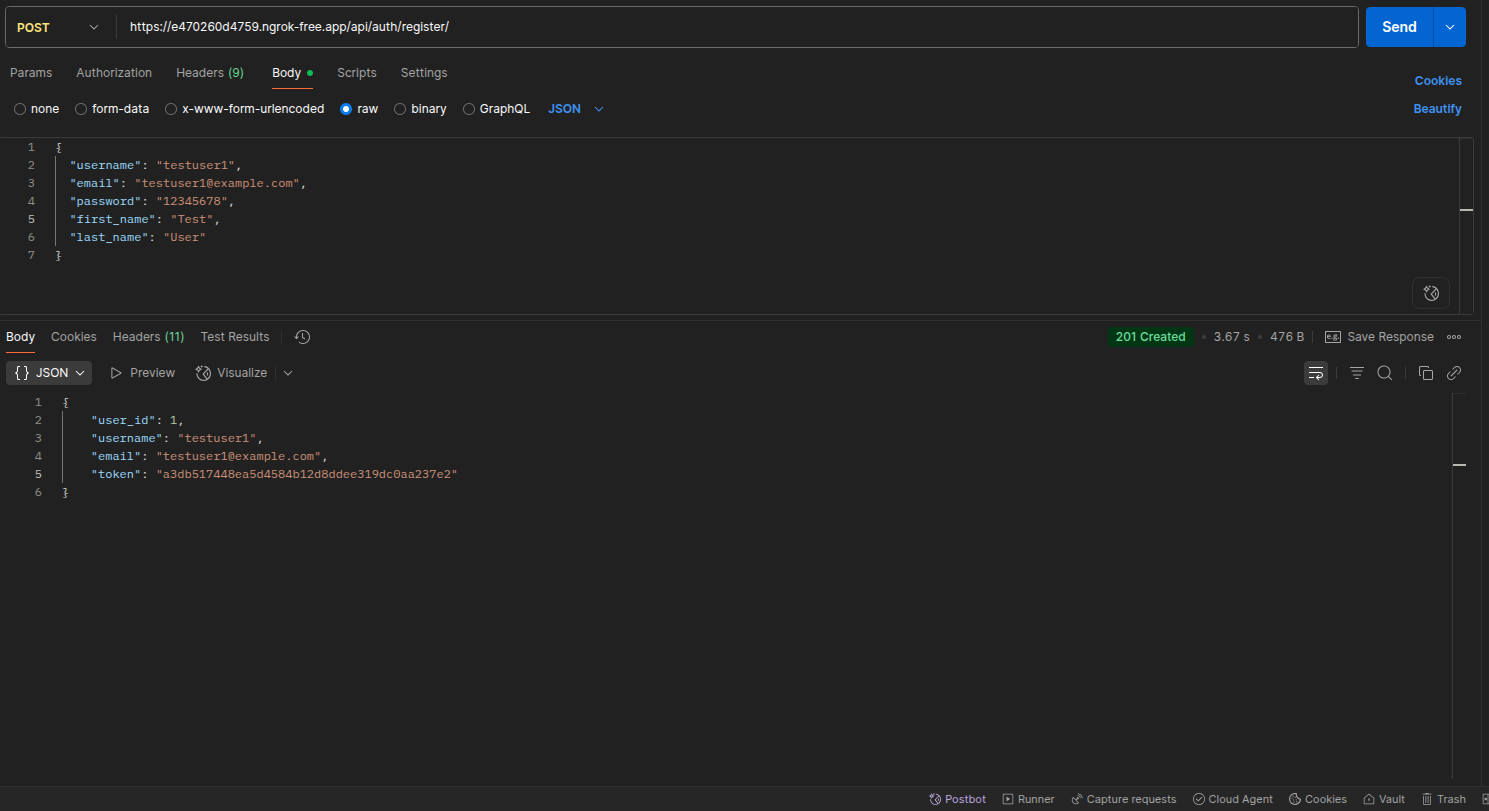 POST https://e470260d4759.ngrok-free.app/api/auth/register/ Send
Params Authorization Headers (9) Body Scripts Settings Cookies
none form-data x-www-form-urlencoded raw binary GraphQL JSON Beautify
1 {
2 "username": "testuser1",
3 "email": "testuser1@example.com",
4 "password": "12345678",
5 "first_name": "Test",
6 "last_name": "User"
7 }
Body Cookies Headers (11) Test Results 201 Created 3.67 s 476 B e.g. Save Response
{} JSON Preview Visualize
1 {
2 "user_id": 1,
3 "username": "testuser1",
4 "email": "testuser1@example.com",
5 "token": "a3db517448ea5d4584b12d8ddee319dc0aa237e2"
6 }
Postbot Runner Capture requests Cloud Agent Cookies Vault Trash